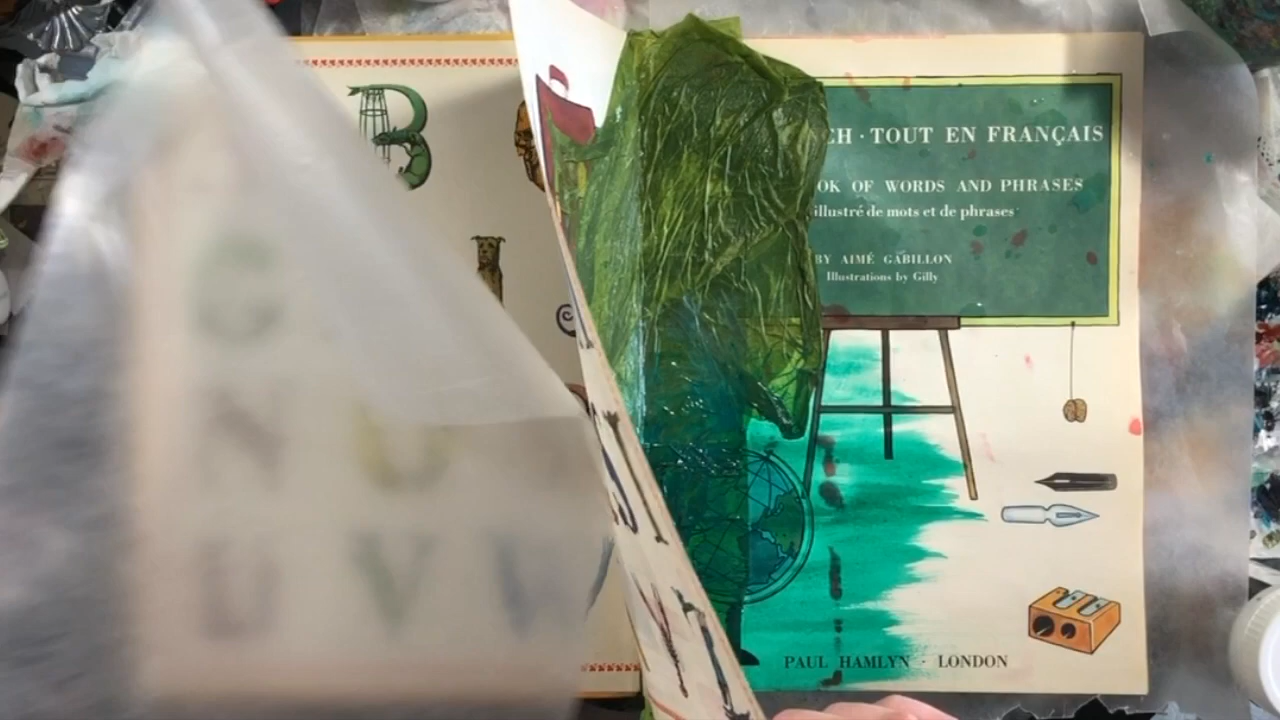 B
CH · TOUT EN FRANÇAIS
OK OF WORDS AND PHRASES
illustré de mots et de phrases
BY AIMÉ GABILLON
Illustrations by Gilly
PAUL HAMLYN · LONDON